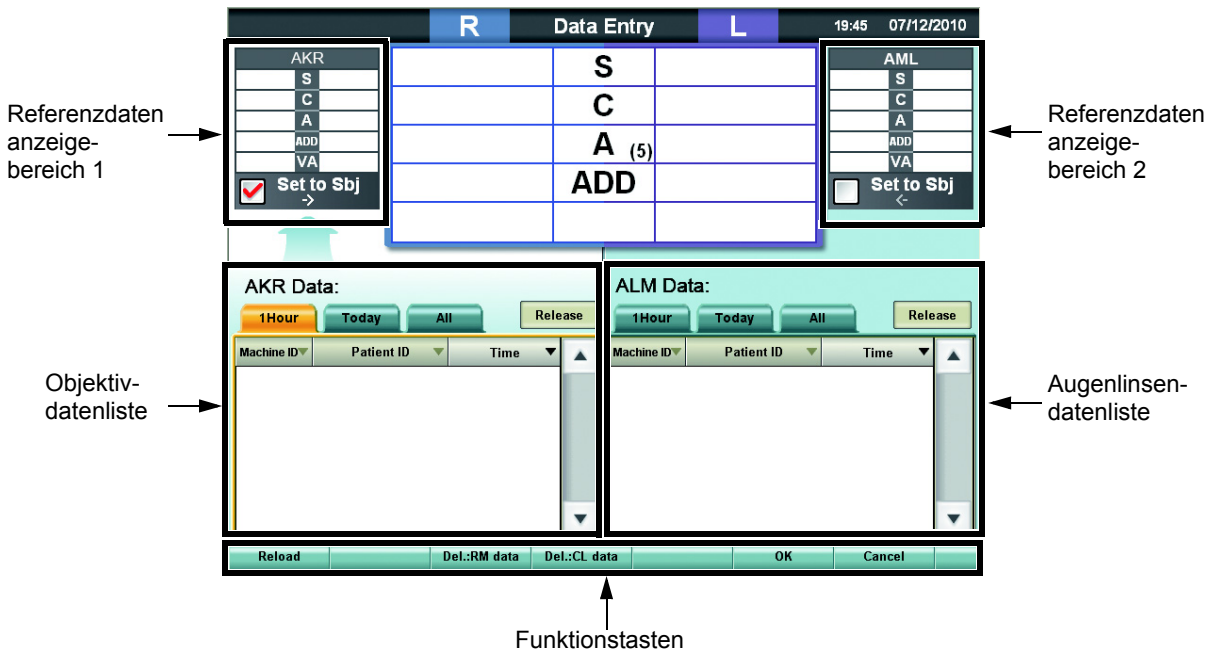 R Data Entry L 19:45 07/12/2010
AKR
S
C
A
ADD
VA
Set to Sbj
->
S
C
A (5)
ADD
AML
S
C
A
ADD
VA
Set to Sbj
<-
Referenzdaten
anzeige-
bereich 1
Referenzdaten
anzeige-
bereich 2
AKR Data:
1Hour Today All Release
Machine ID Patient ID Time
ALM Data:
1Hour Today All Release
Machine ID Patient ID Time
Objektiv-
datenliste
Augenlinsen-
datenliste
Reload Del.:RM data Del.:CL data OK Cancel
Funktionstasten